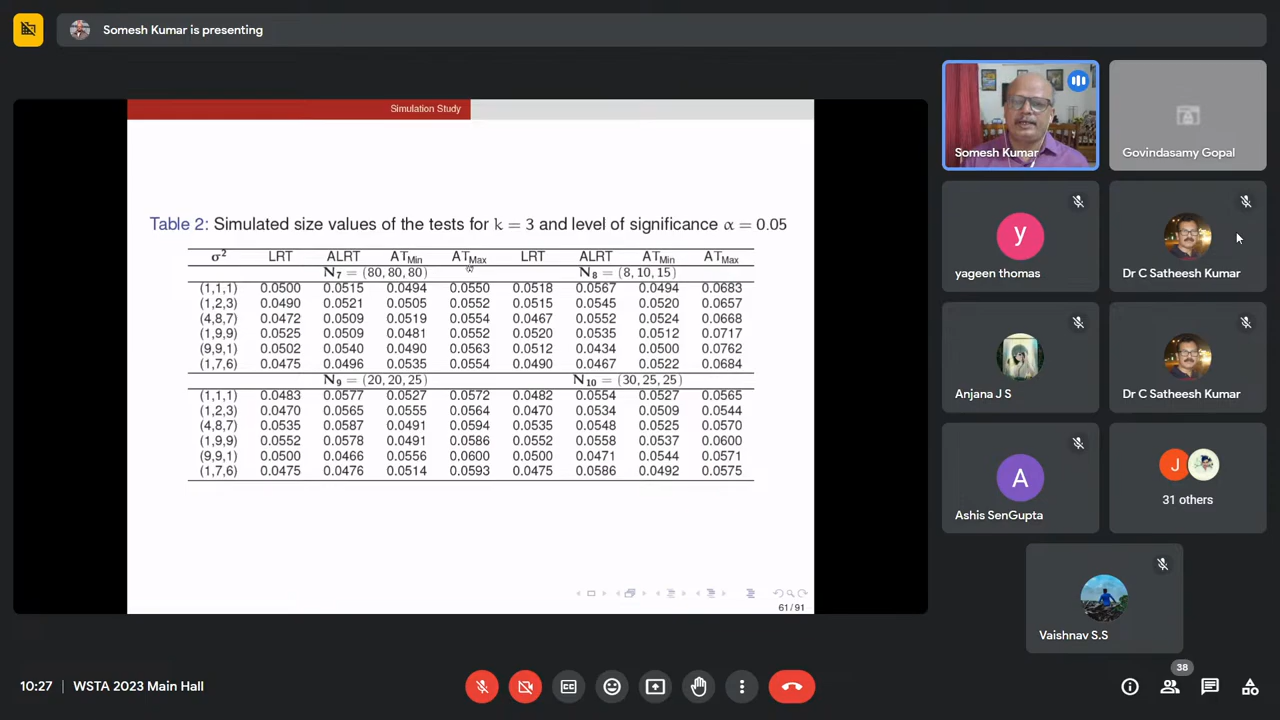 Somesh Kumar is presenting
Simulation Study
Table 2: Simulated size values of the tests for k = 3 and level of significance α = 0.05
σ² LRT ALRT AT_Min AT_Max LRT ALRT AT_Min AT_Max
N₇ = (80, 80, 80) N₈ = (8, 10, 15)
(1,1,1) 0.0500 0.0515 0.0494 0.0550 0.0518 0.0567 0.0494 0.0683
(1,2,3) 0.0490 0.0521 0.0505 0.0552 0.0515 0.0545 0.0520 0.0657
(4,8,7) 0.0472 0.0509 0.0519 0.0554 0.0467 0.0552 0.0524 0.0668
(1,9,9) 0.0525 0.0509 0.0481 0.0552 0.0520 0.0535 0.0512 0.0717
(9,9,1) 0.0502 0.0540 0.0490 0.0563 0.0512 0.0434 0.0500 0.0762
(1,7,6) 0.0475 0.0496 0.0535 0.0554 0.0490 0.0467 0.0522 0.0684
N₉ = (20, 20, 25) N₁₀ = (30, 25, 25)
(1,1,1) 0.0483 0.0577 0.0527 0.0572 0.0482 0.0554 0.0527 0.0565
(1,2,3) 0.0470 0.0565 0.0555 0.0564 0.0470 0.0534 0.0509 0.0544
(4,8,7) 0.0535 0.0587 0.0491 0.0594 0.0535 0.0548 0.0525 0.0570
(1,9,9) 0.0552 0.0578 0.0491 0.0586 0.0552 0.0558 0.0537 0.0600
(9,9,1) 0.0500 0.0466 0.0556 0.0600 0.0500 0.0471 0.0544 0.0571
(1,7,6) 0.0475 0.0476 0.0514 0.0593 0.0475 0.0586 0.0492 0.0575
61 / 91
Somesh Kumar
Govindasamy Gopal
y
yageen thomas
Dr C Satheesh Kumar
Anjana J S
Dr C Satheesh Kumar
A
Ashis SenGupta
J
31 others
Vaishnav S.S
10:27 | WSTA 2023 Main Hall
38